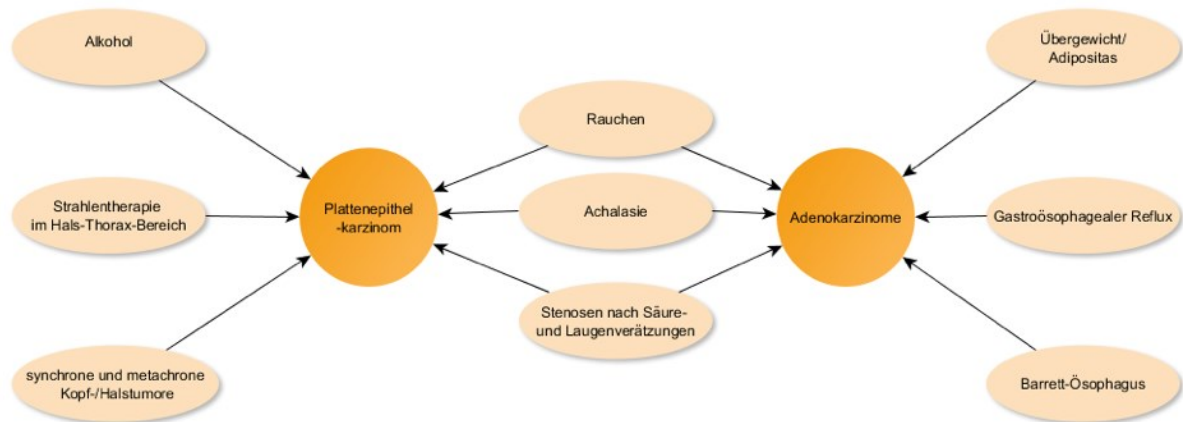 Alkohol
Übergewicht/
Adipositas
Rauchen
Strahlentherapie
im Hals-Thorax-Bereich
Plattenepithel
-karzinom
Achalasie
Adenokarzinome
Gastroösophagealer Reflux
Stenosen nach Säure-
und Laugenverätzungen
synchrone und metachrone
Kopf-/Halstumore
Barrett-Ösophagus